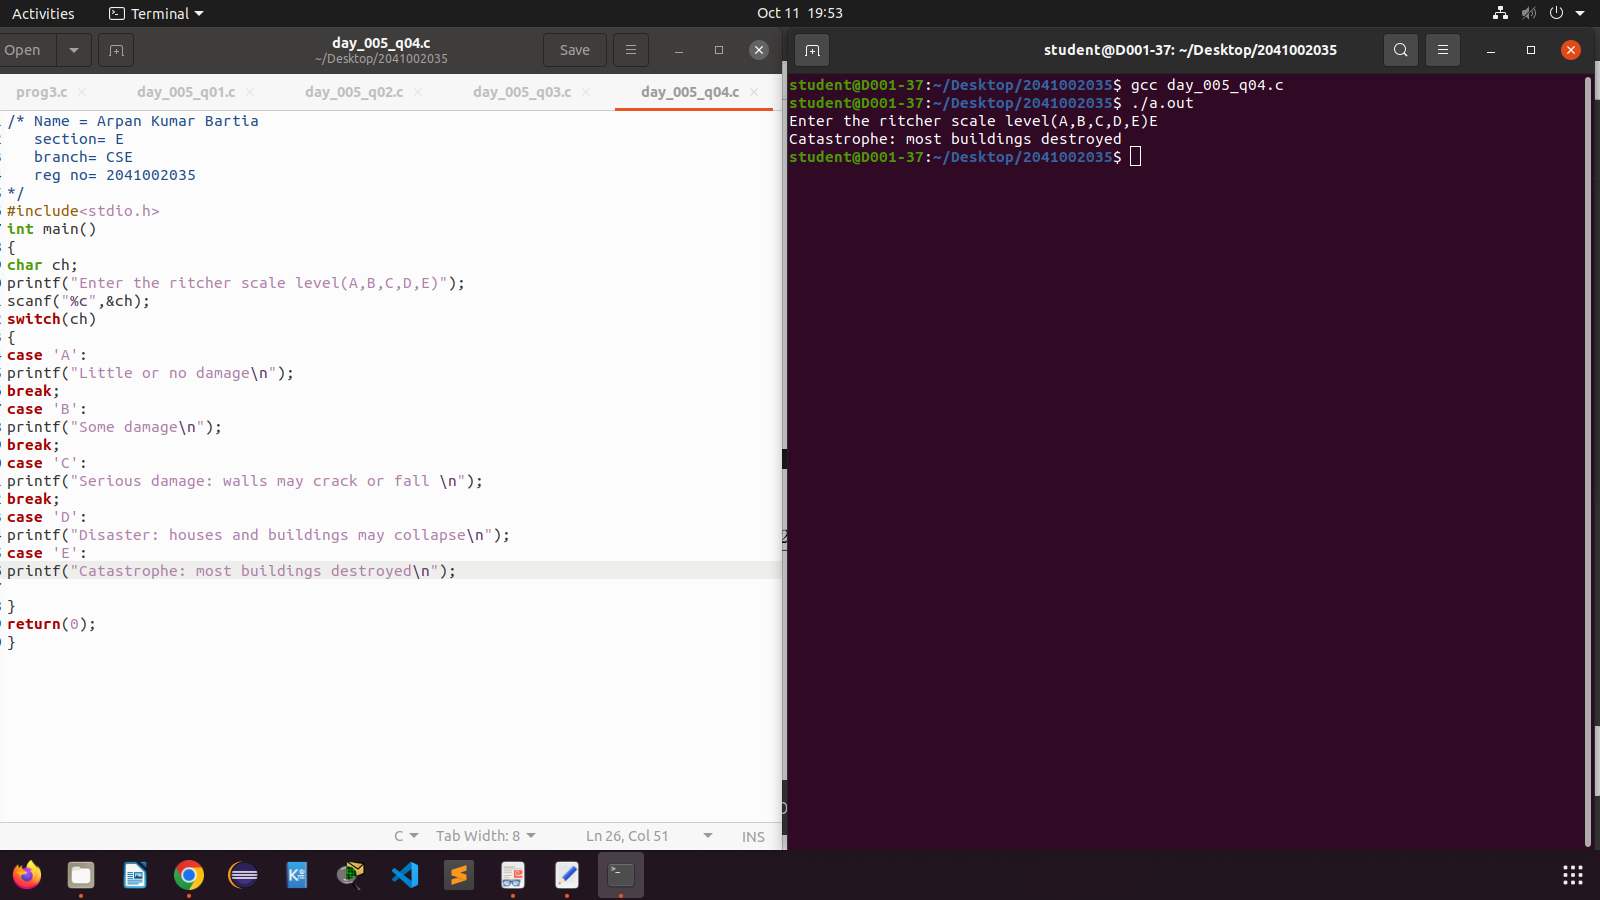 Activities
Terminal
Oct 11 19:53
Open
day_005_q04.c
~/Desktop/2041002035
Save
student@D001-37: ~/Desktop/2041002035
prog3.c
day_005_q01.c
day_005_q02.c
day_005_q03.c
day_005_q04.c
/* Name = Arpan Kumar Bartia
section= E
branch= CSE
reg no= 2041002035
*/
#include<stdio.h>
int main()
{
char ch;
printf("Enter the ritcher scale level(A,B,C,D,E)");
scanf("%c",&ch);
switch(ch)
{
case 'A':
printf("Little or no damage\n");
break;
case 'B':
printf("Some damage\n");
break;
case 'C':
printf("Serious damage: walls may crack or fall \n");
break;
case 'D':
printf("Disaster: houses and buildings may collapse\n");
case 'E':
printf("Catastrophe: most buildings destroyed\n");
}
return(0);
}
C
Tab Width: 8
Ln 26, Col 51
INS
student@D001-37:~/Desktop/2041002035$ gcc day_005_q04.c
student@D001-37:~/Desktop/2041002035$ ./a.out
Enter the ritcher scale level(A,B,C,D,E)E
Catastrophe: most buildings destroyed
student@D001-37:~/Desktop/2041002035$